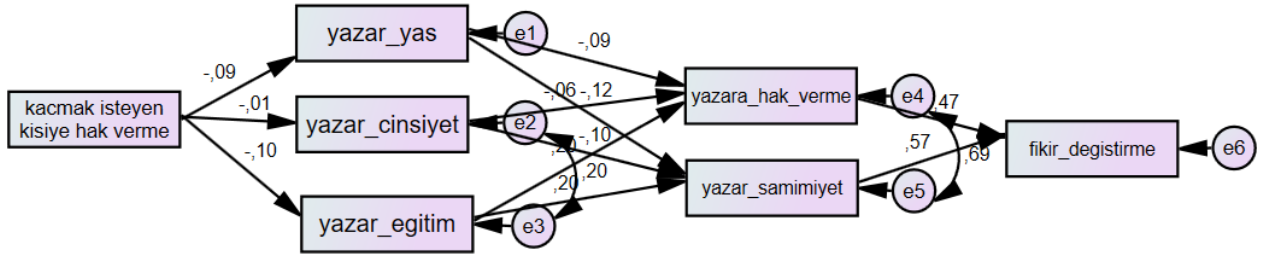 kacmak isteyen
kisiye hak verme
-,09
-,01
-,10
yazar_yas
e1
yazar_cinsiyet
e2
yazar_egitim
e3
-,09
-,06
-,12
-,10
,20
,20
,20
yazara_hak_verme
e4
yazar_samimiyet
e5
,47
,57
,69
fikir_degistirme
e6